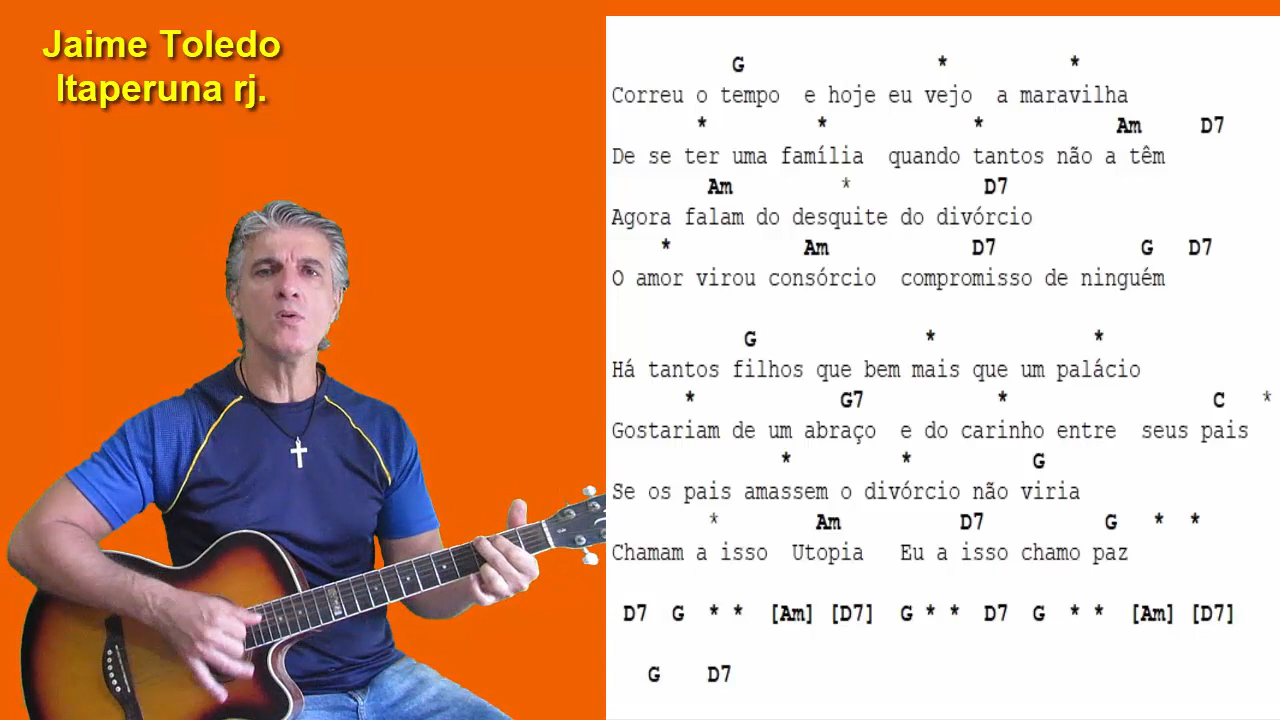 Jaime Toledo
Itaperuna rj.
G * *
Correu o tempo e hoje eu vejo a maravilha
* * * Am D7
De se ter uma família quando tantos não a têm
Am * D7
Agora falam do desquite do divórcio
* Am D7 G D7
O amor virou consórcio compromisso de ninguém
G * *
Há tantos filhos que bem mais que um palácio
* G7 * C *
Gostariam de um abraço e do carinho entre seus pais
* * G
Se os pais amassem o divórcio não viria
* Am D7 G * *
Chamam a isso Utopia Eu a isso chamo paz
D7 G * * [Am] [D7] G * * D7 G * * [Am] [D7]
G D7